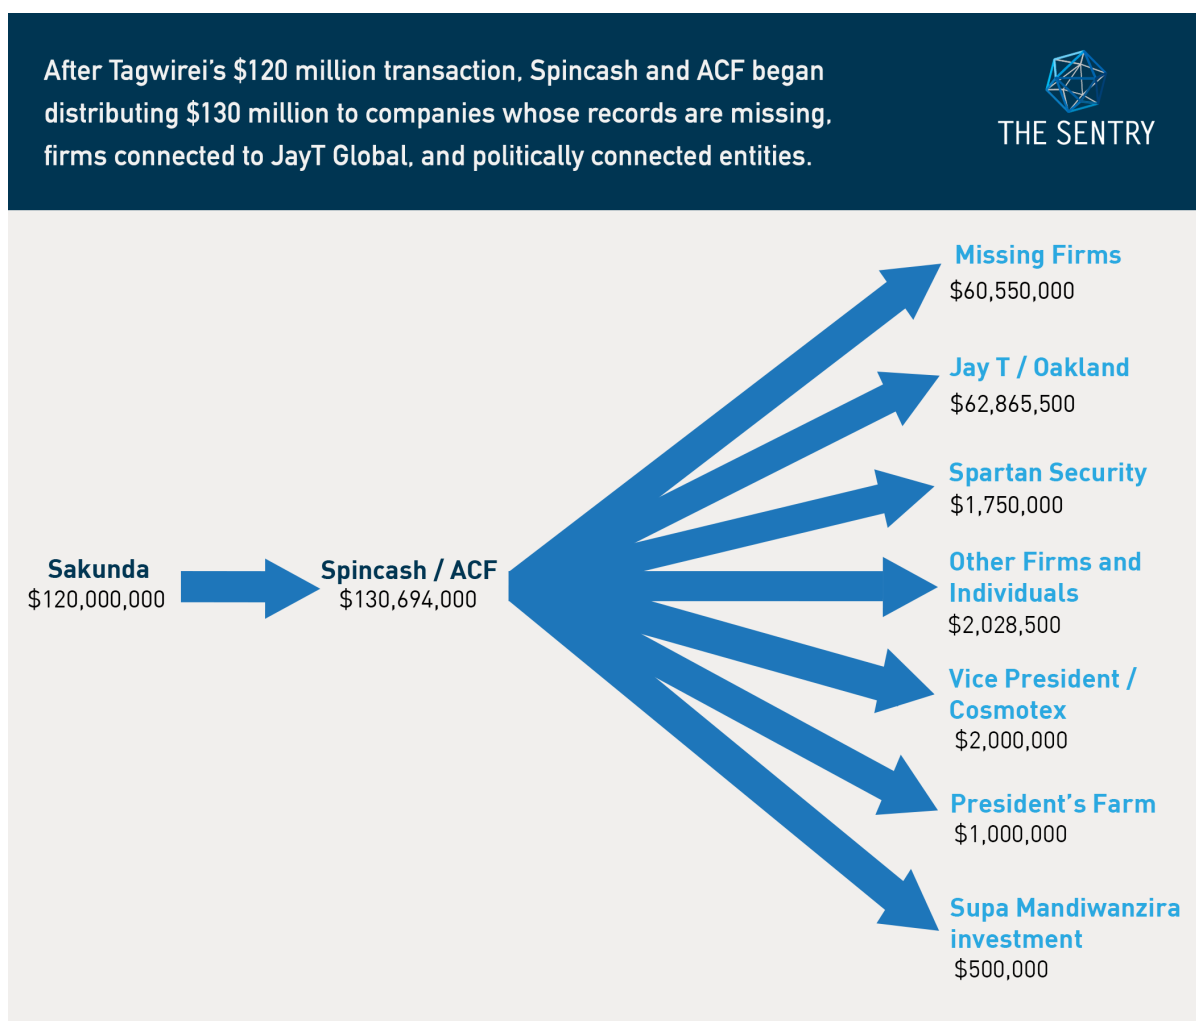 After Tagwirei’s $120 million transaction, Spincash and ACF began
distributing $130 million to companies whose records are missing,
firms connected to JayT Global, and politically connected entities.
THE SENTRY
Missing Firms
$60,550,000
Jay T / Oakland
$62,865,500
Spartan Security
$1,750,000
Sakunda
$120,000,000
Spincash / ACF
$130,694,000
Other Firms and
Individuals
$2,028,500
Vice President /
Cosmotex
$2,000,000
President’s Farm
$1,000,000
Supa Mandiwanzira
investment
$500,000